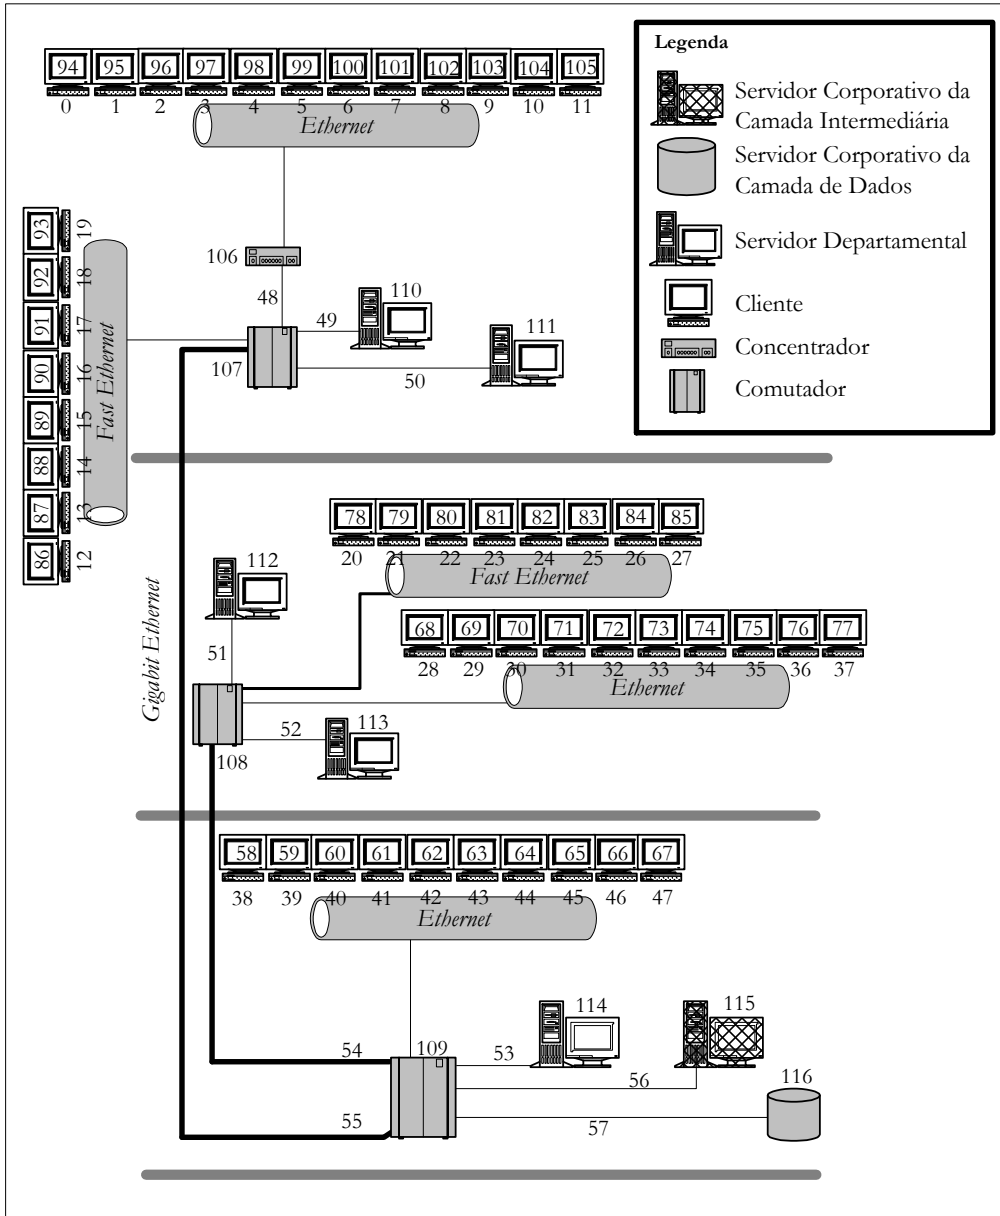 94 95 96 97 98 99 100 101 102 103 104 105
0 1 2 3 4 5 6 7 8 9 10 11
Ethernet
Legenda
Servidor Corporativo da
Camada Intermediária
Servidor Corporativo da
Camada de Dados
Servidor Departamental
Cliente
Concentrador
Comutador
93 92 91 90 89 88 87 86
19 18 17 16 15 14 13 12
Fast Ethernet
106
48
49
110
111
107
50
78 79 80 81 82 83 84 85
20 21 22 23 24 25 26 27
Fast Ethernet
112
68 69 70 71 72 73 74 75 76 77
28 29 30 31 32 33 34 35 36 37
Ethernet
51
Gigabit Ethernet
52
113
108
58 59 60 61 62 63 64 65 66 67
38 39 40 41 42 43 44 45 46 47
Ethernet
54
109
53
114
115
56
116
55
57